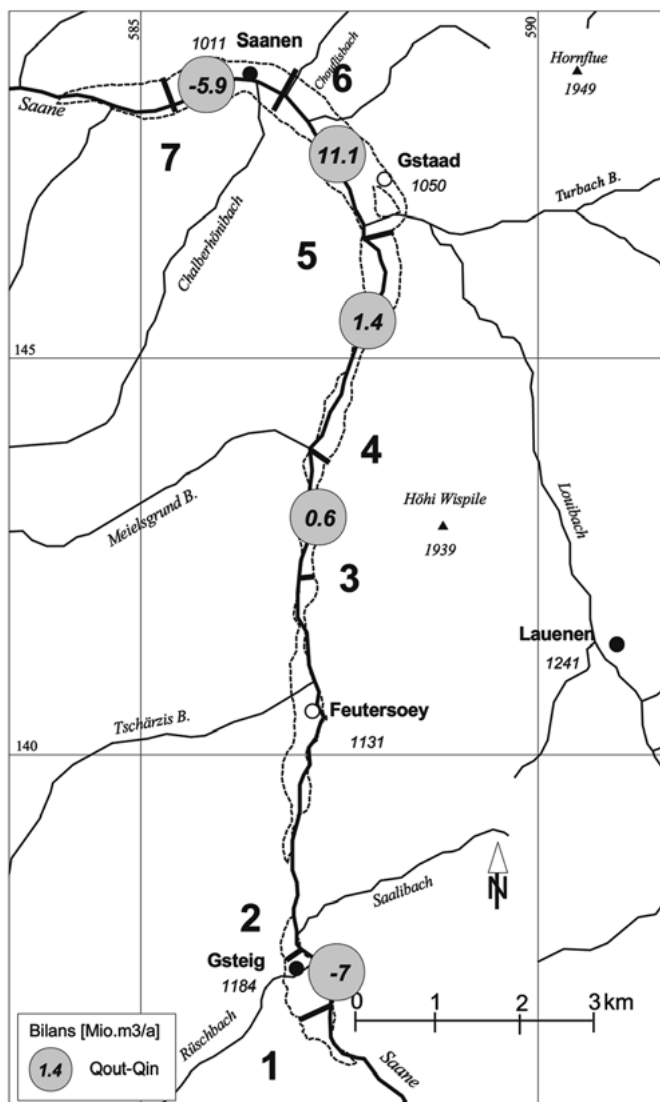 585
590
1011
Saanen
Chauflisbach
6
Hornflue
1949
-5.9
Saane
7
11.1
Gstaad
1050
Turbach B.
Chalberhönibach
5
1.4
145
4
Meielsgrund B.
0.6
Höhi Wispile
1939
Louibach
3
Lauenen
1241
Tschärzis B.
Feutersoey
1131
140
Saalibach
N
2
Gsteig
1184
-7
0 1 2 3 km
Bilans [Mio.m3/a]
1.4 Qout-Qin
Rüschbach
1
Saane